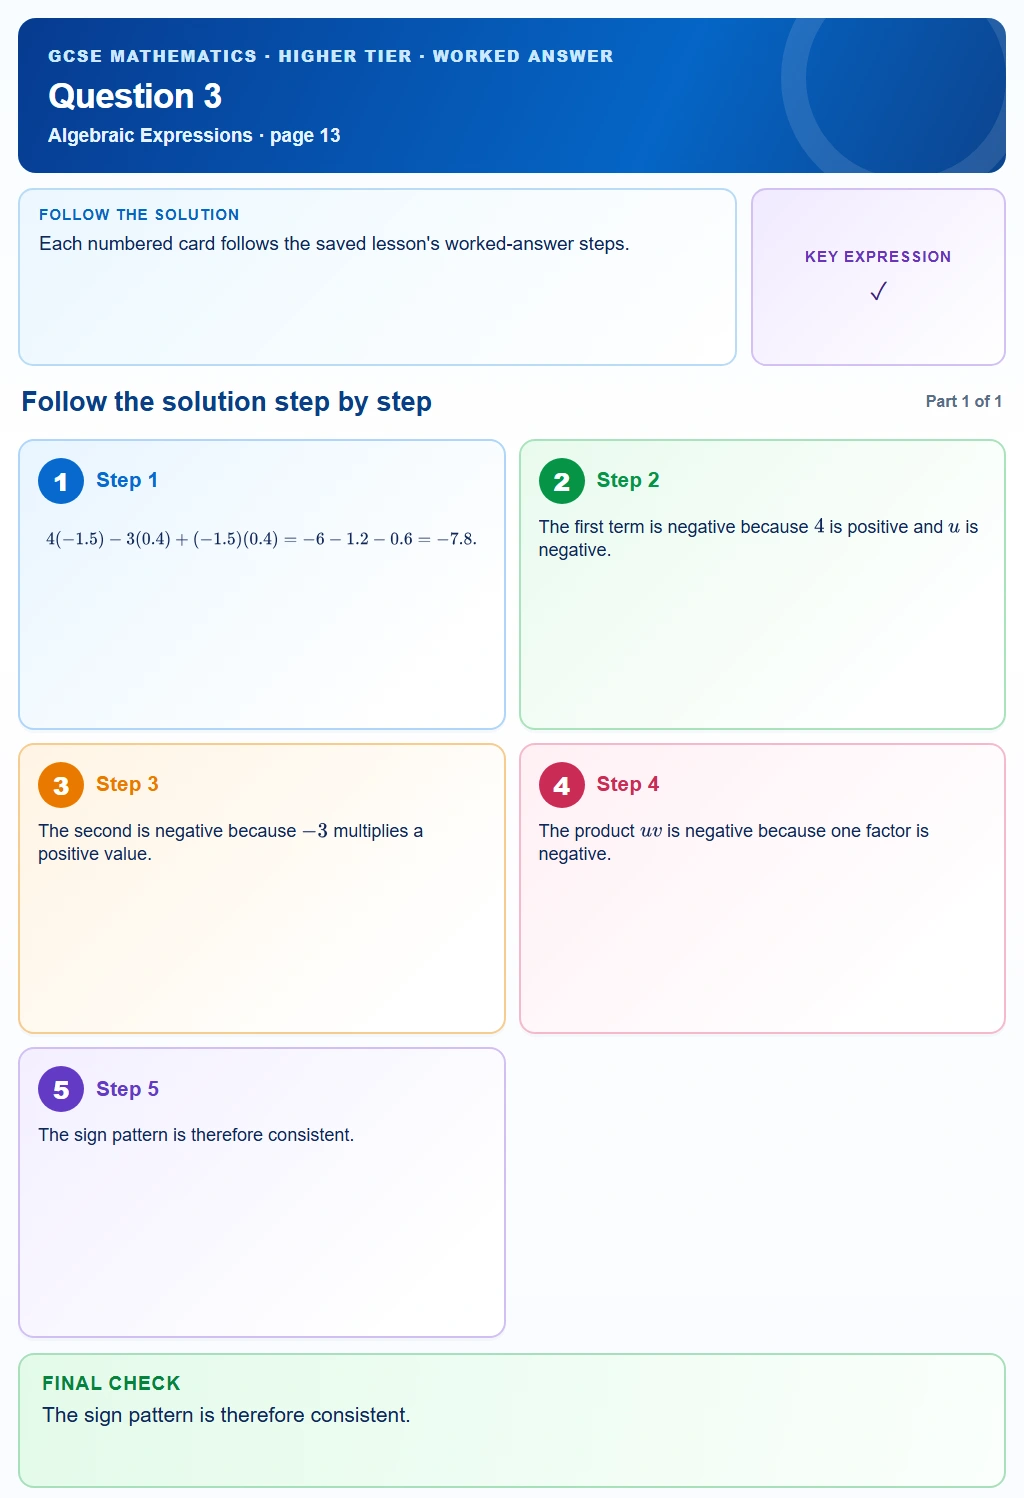 GCSE MATHEMATICS · HIGHER TIER · WORKED ANSWER
Question 3
Algebraic Expressions · page 13
FOLLOW THE SOLUTION
Each numbered card follows the saved lesson's worked-answer steps.
KEY EXPRESSION
✓
Follow the solution step by step
Part 1 of 1
1 Step 1
4(−1.5) − 3(0.4) + (−1.5)(0.4) = −6 − 1.2 − 0.6 = −7.8.
2 Step 2
The first term is negative because 4 is positive and u is
negative.
3 Step 3
The second is negative because −3 multiplies a
positive value.
4 Step 4
The product uv is negative because one factor is
negative.
5 Step 5
The sign pattern is therefore consistent.
FINAL CHECK
The sign pattern is therefore consistent.